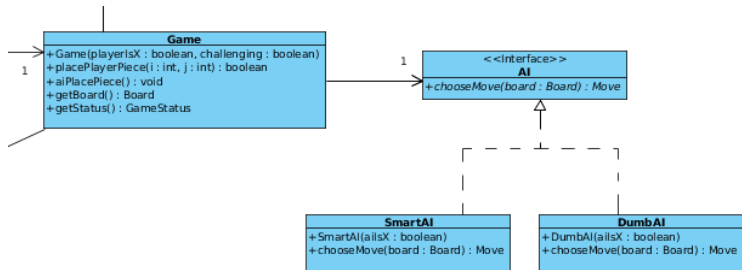 Game
+Game(playerIsX : boolean, challenging : boolean)
+placePlayerPiece(i : int, j : int) : boolean
+aiPlacePiece() : void
+getBoard() : Board
+getStatus() : GameStatus
1
1
<<Interface>>
AI
+chooseMove(board : Board) : Move
SmartAI
+SmartAI(aiIsX : boolean)
+chooseMove(board : Board) : Move
DumbAI
+DumbAI(aiIsX : boolean)
+chooseMove(board : Board) : Move